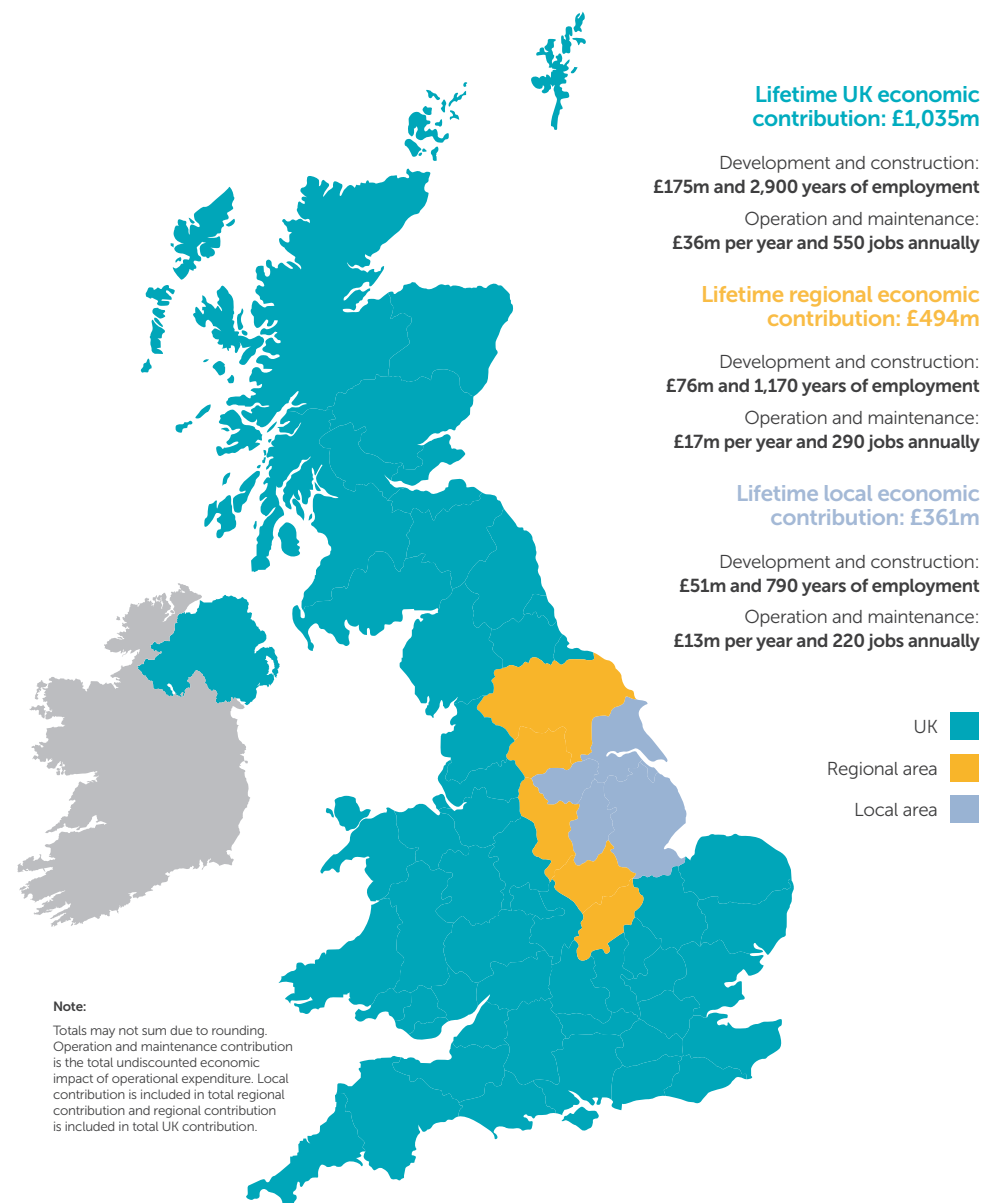 Lifetime UK economic
contribution: £1,035m
Development and construction:
£175m and 2,900 years of employment
Operation and maintenance:
£36m per year and 550 jobs annually
Lifetime regional economic
contribution: £494m
Development and construction:
£76m and 1,170 years of employment
Operation and maintenance:
£17m per year and 290 jobs annually
Lifetime local economic
contribution: £361m
Development and construction:
£51m and 790 years of employment
Operation and maintenance:
£13m per year and 220 jobs annually
UK
Regional area
Local area
Note:
Totals may not sum due to rounding.
Operation and maintenance contribution
is the total undiscounted economic
impact of operational expenditure. Local
contribution is included in total regional
contribution and regional contribution
is included in total UK contribution.